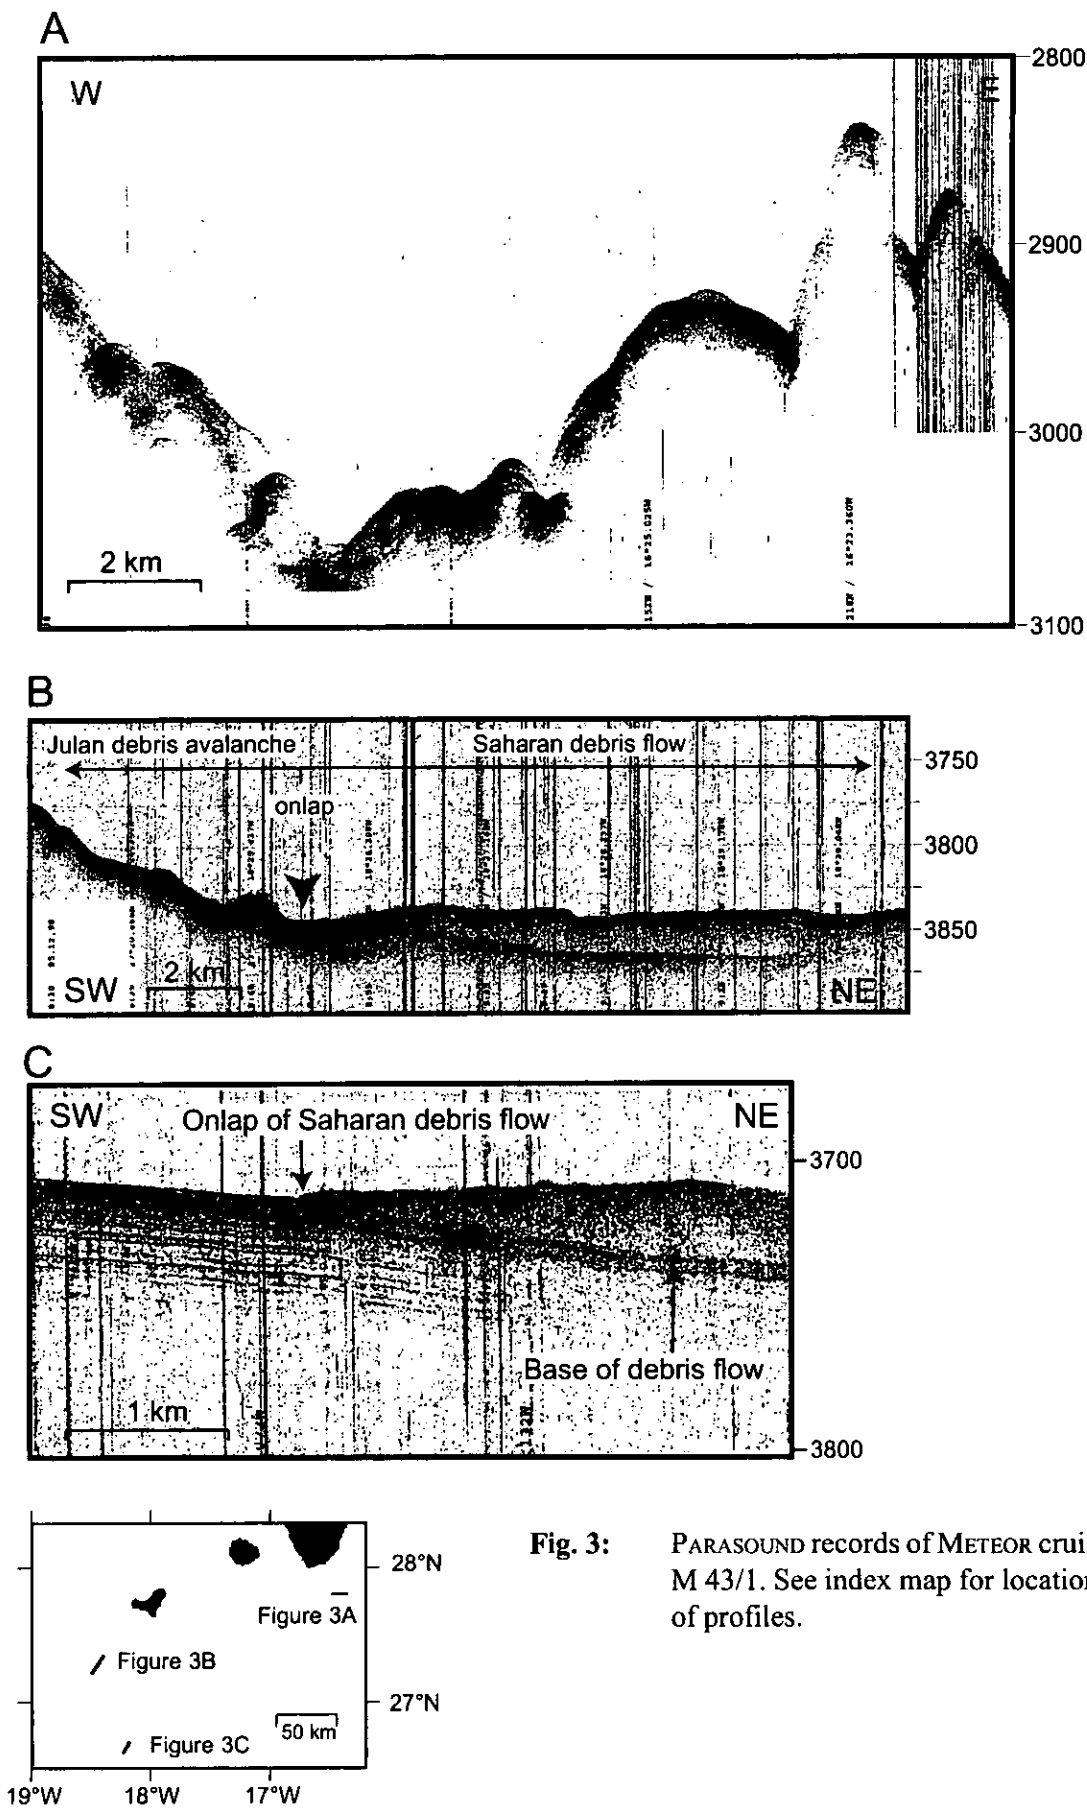 A
W
2800
2900
3000
3100
2 km
B
Julan debris avalanche
Saharan debris flow
onlap
3750
3800
3850
SW
2 km
NE
C
SW
Onlap of Saharan debris flow
NE
3700
Base of debris flow
1 km
3800
28°N
Figure 3A
Figure 3B
27°N
50 km
Figure 3C
19°W
18°W
17°W
Fig. 3:
PARASOUND records of METEOR crui
M 43/1. See index map for location
of profiles.